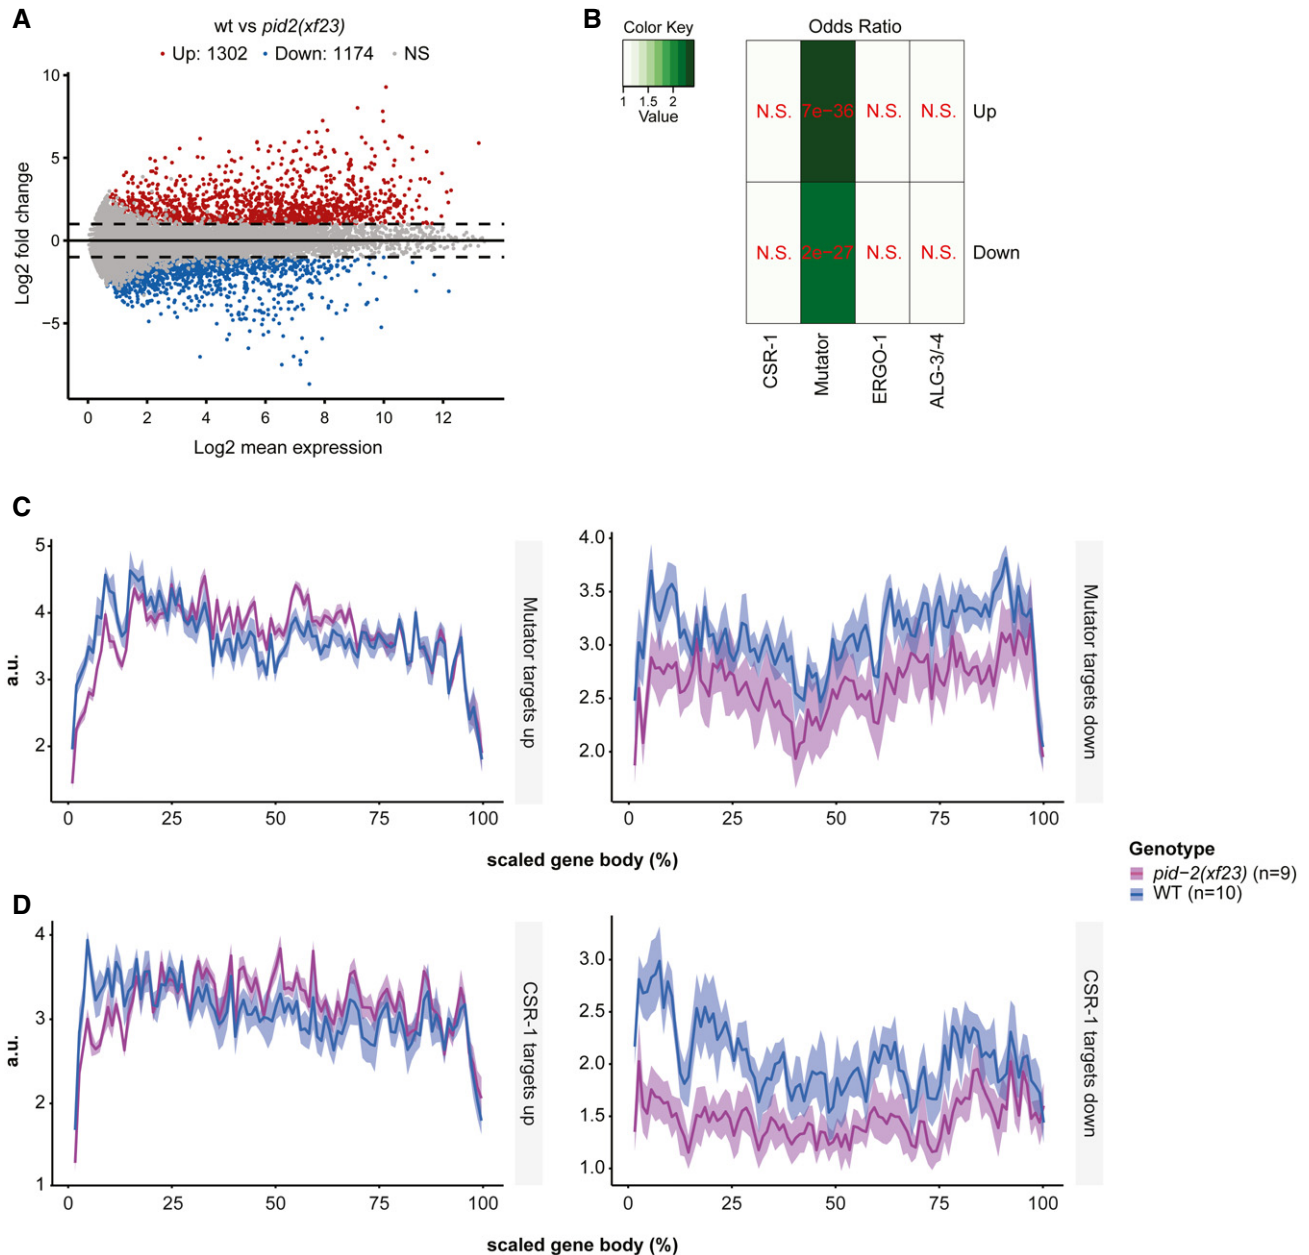 A
wt vs pid2(xf23)
Up: 1302 Down: 1174 NS
10
5
0
−5
Log2 fold change
0 2 4 6 8 10 12
Log2 mean expression
B
Color Key
1 1.5 2
Value
Odds Ratio
N.S. 7e−36 N.S. N.S. Up
N.S. 2e−27 N.S. N.S. Down
CSR-1 Mutator ERGO-1 ALG-3/-4
C
5
4
3
2
a.u.
0 25 50 75 100
Mutator targets up
4.0
3.5
3.0
2.5
2.0
0 25 50 75 100
Mutator targets down
scaled gene body (%)
Genotype
pid−2(xf23) (n=9)
WT (n=10)
D
4
3
2
1
a.u.
0 25 50 75 100
CSR-1 targets up
3.0
2.5
2.0
1.5
1.0
0 25 50 75 100
CSR-1 targets down
scaled gene body (%)